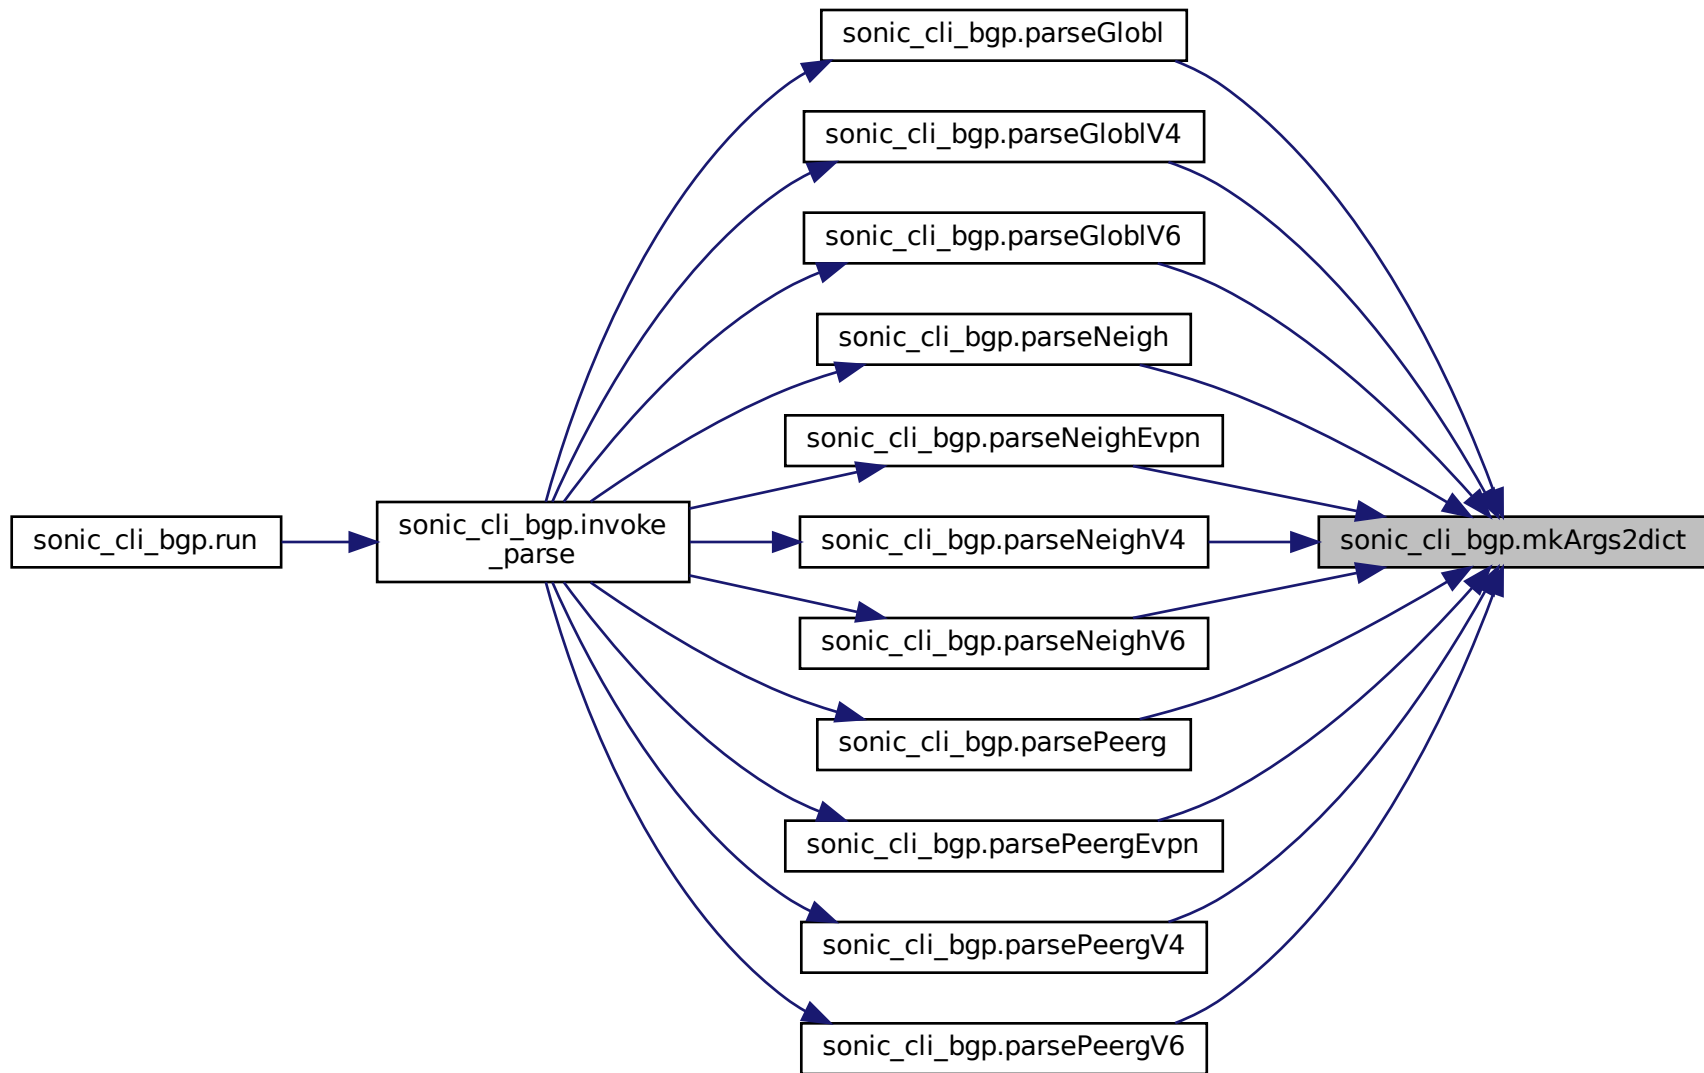 sonic_cli_bgp.parseGlobl
sonic_cli_bgp.parseGloblV4
sonic_cli_bgp.parseGloblV6
sonic_cli_bgp.parseNeigh
sonic_cli_bgp.parseNeighEvpn
sonic_cli_bgp.run
sonic_cli_bgp.invoke
_parse
sonic_cli_bgp.parseNeighV4
sonic_cli_bgp.mkArgs2dict
sonic_cli_bgp.parseNeighV6
sonic_cli_bgp.parsePeerg
sonic_cli_bgp.parsePeergEvpn
sonic_cli_bgp.parsePeergV4
sonic_cli_bgp.parsePeergV6